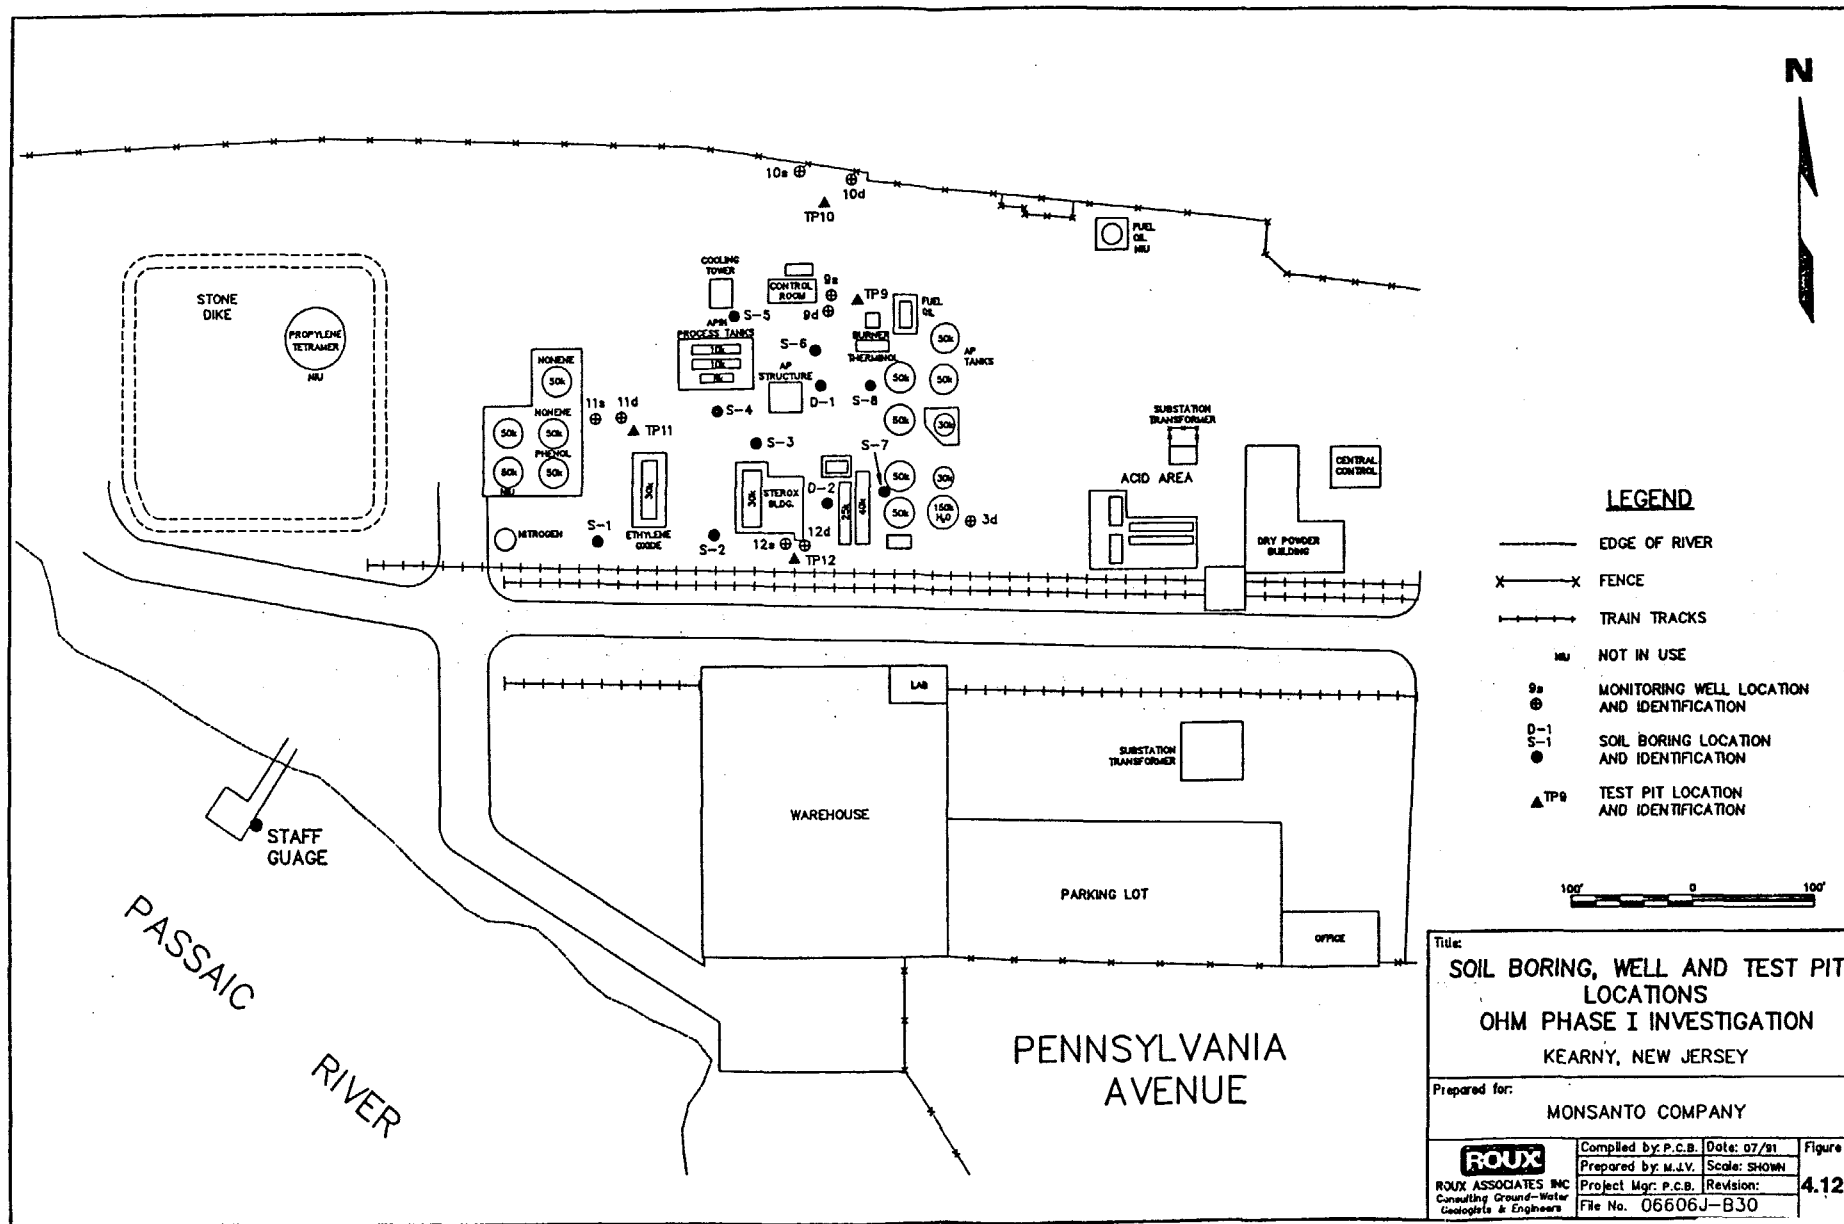 N
10s
10d
TP10
FUEL
OIL
NIU
COOLING
TOWER
CONTROL
ROOM
9s
9d
TP9
FUEL
OIL
STONE
DIKE
PROPYLENE
TETRAMER
NIU
S-5
PROCESS TANKS
10k
10k
BURNER
THERMINOL
S-6
50k
AP
TANKS
NONENE
50k
AP
STRUCTURE
D-1
S-8
50k
50k
11s
11d
S-4
NONENE
50k
50k
TP11
50k
30k
SUBSTATION
TRANSFORMER
S-3
S-7
PHENOL
50k
50k
NIU
30k
30k
STEROX
BLDG.
D-2
25k
40k
50k
30k
ACID AREA
CENTRAL
CONTROL
50k
150k
H₂O
3d
NITROGEN
S-1
ETHYLENE
OXIDE
S-2
12s
12d
TP12
DRY POWDER
BUILDING
LAB
SUBSTATION
TRANSFORMER
WAREHOUSE
PARKING LOT
OFFICE
STAFF
GUAGE
PASSAIC
RIVER
PENNSYLVANIA
AVENUE
LEGEND
EDGE OF RIVER
X X FENCE
TRAIN TRACKS
NIU NOT IN USE
9s MONITORING WELL LOCATION
AND IDENTIFICATION
D-1
S-1 SOIL BORING LOCATION
AND IDENTIFICATION
TP9 TEST PIT LOCATION
AND IDENTIFICATION
100' 0 100'
Title:
SOIL BORING, WELL AND TEST PIT
LOCATIONS
OHM PHASE I INVESTIGATION
KEARNY, NEW JERSEY
Prepared for:
MONSANTO COMPANY
ROUX
ROUX ASSOCIATES INC
Consulting Ground-Water
Geologists & Engineers
Compiled by: P.C.B. Date: 07/91
Prepared by: M.J.V. Scale: SHOWN
Project Mgr: P.C.B. Revision:
File No. 06606J-B30
Figure
4.12